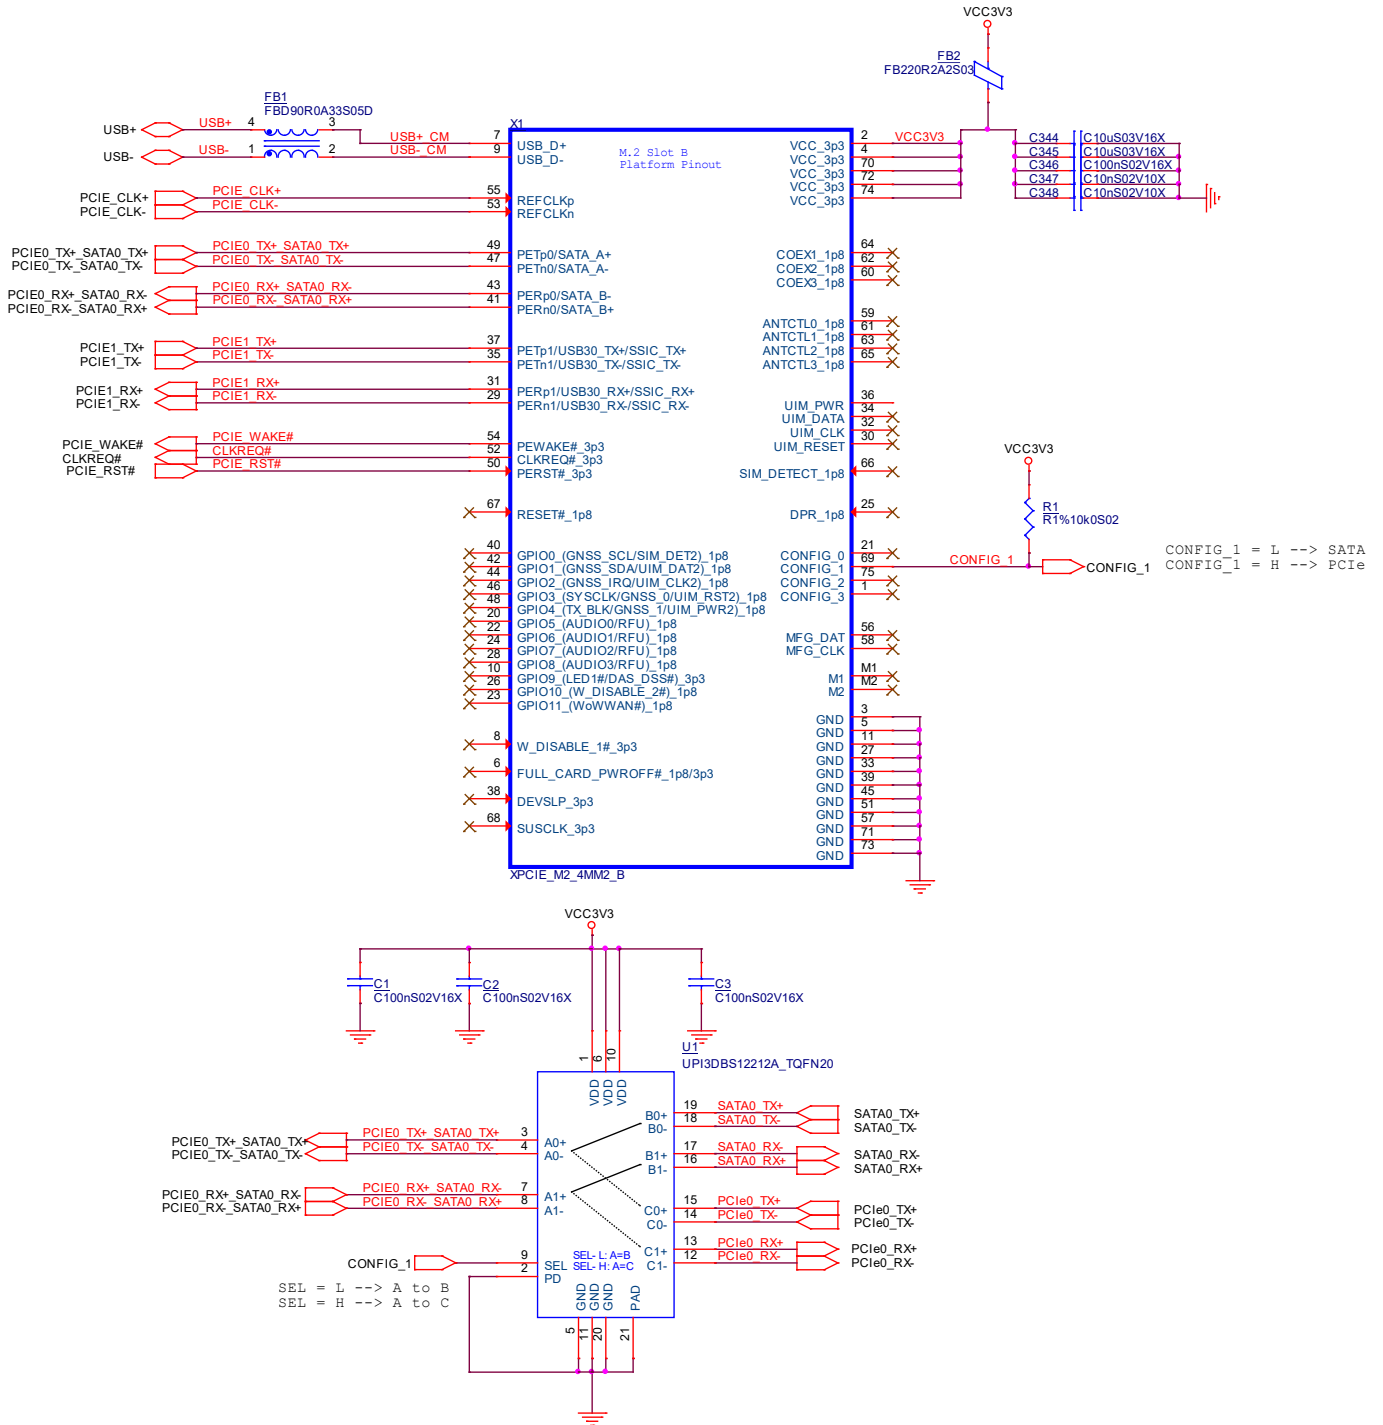 VCC3V3
FB2
FB220R2A2S03
FB1
FBD90R0A33S05D
USB+ USB+ 4 3 USB+_CM 7 USB_D+
USB- USB- 1 2 USB-_CM 9 USB_D-
X1
M.2 Slot B
Platform Pinout
PCIE_CLK+ PCIE_CLK+ 55 REFCLKp
PCIE_CLK- PCIE_CLK- 53 REFCLKn
PCIE0_TX+_SATA0_TX+ PCIE0_TX+_SATA0_TX+ 49 PETp0/SATA_A+
PCIE0_TX-_SATA0_TX- PCIE0_TX-_SATA0_TX- 47 PETn0/SATA_A-
PCIE0_RX+_SATA0_RX- PCIE0_RX+_SATA0_RX- 43 PERp0/SATA_B-
PCIE0_RX-_SATA0_RX+ PCIE0_RX-_SATA0_RX+ 41 PERn0/SATA_B+
PCIE1_TX+ PCIE1_TX+ 37 PETp1/USB30_TX+/SSIC_TX+
PCIE1_TX- PCIE1_TX- 35 PETn1/USB30_TX-/SSIC_TX-
PCIE1_RX+ PCIE1_RX+ 31 PERp1/USB30_RX+/SSIC_RX+
PCIE1_RX- PCIE1_RX- 29 PERn1/USB30_RX-/SSIC_RX-
PCIE_WAKE# PCIE_WAKE# 54 PEWAKE#_3p3
CLKREQ# CLKREQ# 52 CLKREQ#_3p3
PCIE_RST# PCIE_RST# 50 PERST#_3p3
67 RESET#_1p8
40 GPIO0_(GNSS_SCL/SIM_DET2)_1p8
42 GPIO1_(GNSS_SDA/UIM_DAT2)_1p8
44 GPIO2_(GNSS_IRQ/UIM_CLK2)_1p8
46 GPIO3_(SYSCLK/GNSS_0/UIM_RST2)_1p8
48 GPIO4_(TX_BLK/GNSS_1/UIM_PWR2)_1p8
20 GPIO5_(AUDIO0/RFU)_1p8
22 GPIO6_(AUDIO1/RFU)_1p8
24 GPIO7_(AUDIO2/RFU)_1p8
28 GPIO8_(AUDIO3/RFU)_1p8
10 GPIO9_(LED1#/DAS_DSS#)_3p3
26 GPIO10_(W_DISABLE_2#)_1p8
23 GPIO11_(WoWWAN#)_1p8
8 W_DISABLE_1#_3p3
6 FULL_CARD_PWROFF#_1p8/3p3
38 DEVSLP_3p3
68 SUSCLK_3p3
XPCIE_M2_4MM2_B
VCC_3p3 2 VCC3V3
VCC_3p3 4
VCC_3p3 70
VCC_3p3 72
VCC_3p3 74
C344 C10uS03V16X
C345 C10uS03V16X
C346 C100nS02V16X
C347 C10nS02V10X
C348 C10nS02V10X
COEX1_1p8 64
COEX2_1p8 62
COEX3_1p8 60
ANTCTL0_1p8 59
ANTCTL1_1p8 61
ANTCTL2_1p8 63
ANTCTL3_1p8 65
UIM_PWR 36
UIM_DATA 34
UIM_CLK 32
UIM_RESET 30
SIM_DETECT_1p8 66
DPR_1p8 25
CONFIG_0 21
CONFIG_1 69 CONFIG_1 CONFIG_1
CONFIG_2 75
CONFIG_3 1
VCC3V3
R1
R1%10k0S02
CONFIG_1 = L --> SATA
CONFIG_1 = H --> PCIe
MFG_DAT 56
MFG_CLK 58
M1 M1
M2 M2
GND 3
GND 5
GND 11
GND 27
GND 33
GND 39
GND 45
GND 51
GND 57
GND 71
GND 73
VCC3V3
C1
C100nS02V16X
C2
C100nS02V16X
C3
C100nS02V16X
U1
UPI3DBS12212A_TQFN20
1 6 10
VDD VDD VDD
PCIE0_TX+_SATA0_TX+ PCIE0_TX+_SATA0_TX+ 3 A0+
PCIE0_TX-_SATA0_TX- PCIE0_TX-_SATA0_TX- 4 A0-
PCIE0_RX+_SATA0_RX- PCIE0_RX+_SATA0_RX- 7 A1+
PCIE0_RX-_SATA0_RX+ PCIE0_RX-_SATA0_RX+ 8 A1-
CONFIG_1 9 SEL
2 PD
SEL = L --> A to B
SEL = H --> A to C
B0+ 19 SATA0_TX+ SATA0_TX+
B0- 18 SATA0_TX- SATA0_TX-
B1+ 17 SATA0_RX- SATA0_RX-
B1- 16 SATA0_RX+ SATA0_RX+
C0+ 15 PCIe0_TX+ PCIe0_TX+
C0- 14 PCIe0_TX- PCIe0_TX-
C1+ 13 PCIe0_RX+ PCIe0_RX+
C1- 12 PCIe0_RX- PCIe0_RX-
SEL- L: A=B
SEL- H: A=C
GND GND GND PAD
5 11 20 21